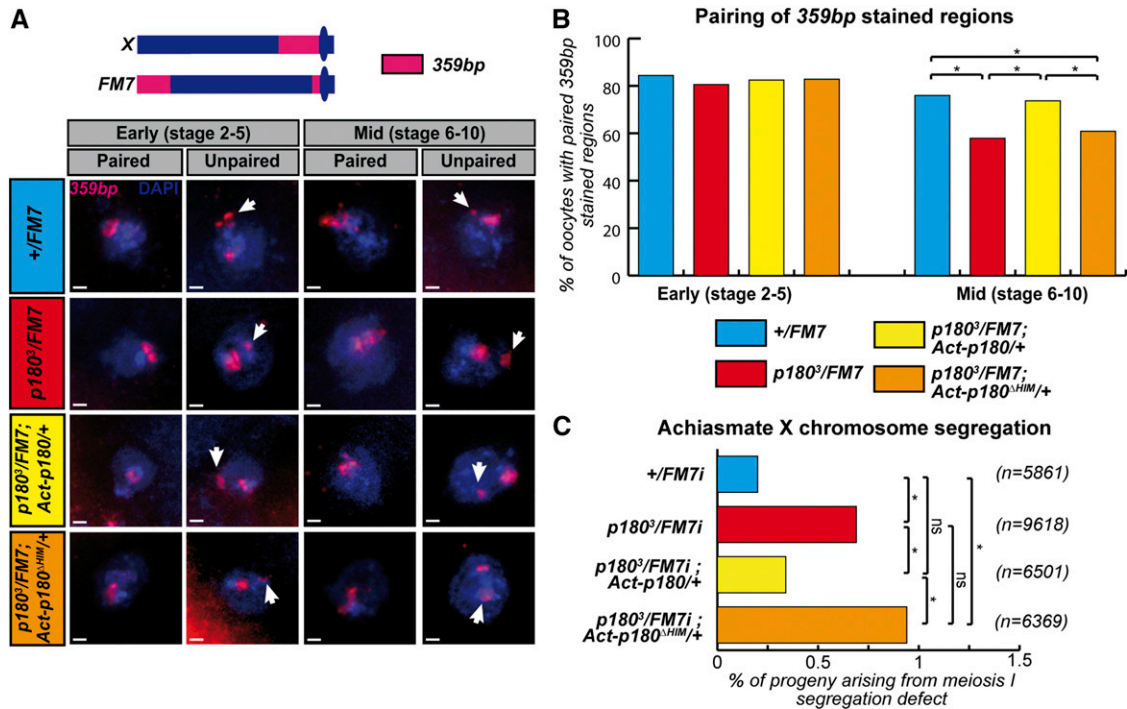 A
X
FM7
359bp
Early (stage 2-5)
Mid (stage 6-10)
Paired
Unpaired
Paired
Unpaired
359bp
DAPI
+/FM7
p180³/FM7
p180³/FM7;
Act-p180/+
p180³/FM7;
Act-p180ΔHIM/+
B
Pairing of 359bp stained regions
% of oocytes with paired 359bp
stained regions
100
80
60
40
20
0
*
*
*
*
Early (stage 2-5)
Mid (stage 6-10)
+/FM7
p180³/FM7
p180³/FM7;
Act-p180/+
p180³/FM7;
Act-p180ΔHIM/+
C
Achiasmate X chromosome segregation
+/FM7i
(n=5861)
p180³/FM7i
(n=9618)
p180³/FM7i ;
Act-p180/+
(n=6501)
p180³/FM7i ;
Act-p180ΔHIM/+
(n=6369)
*
*
ns
*
ns
*
0
0.5
1
1.5
% of progeny arising from meiosis I
segregation defect